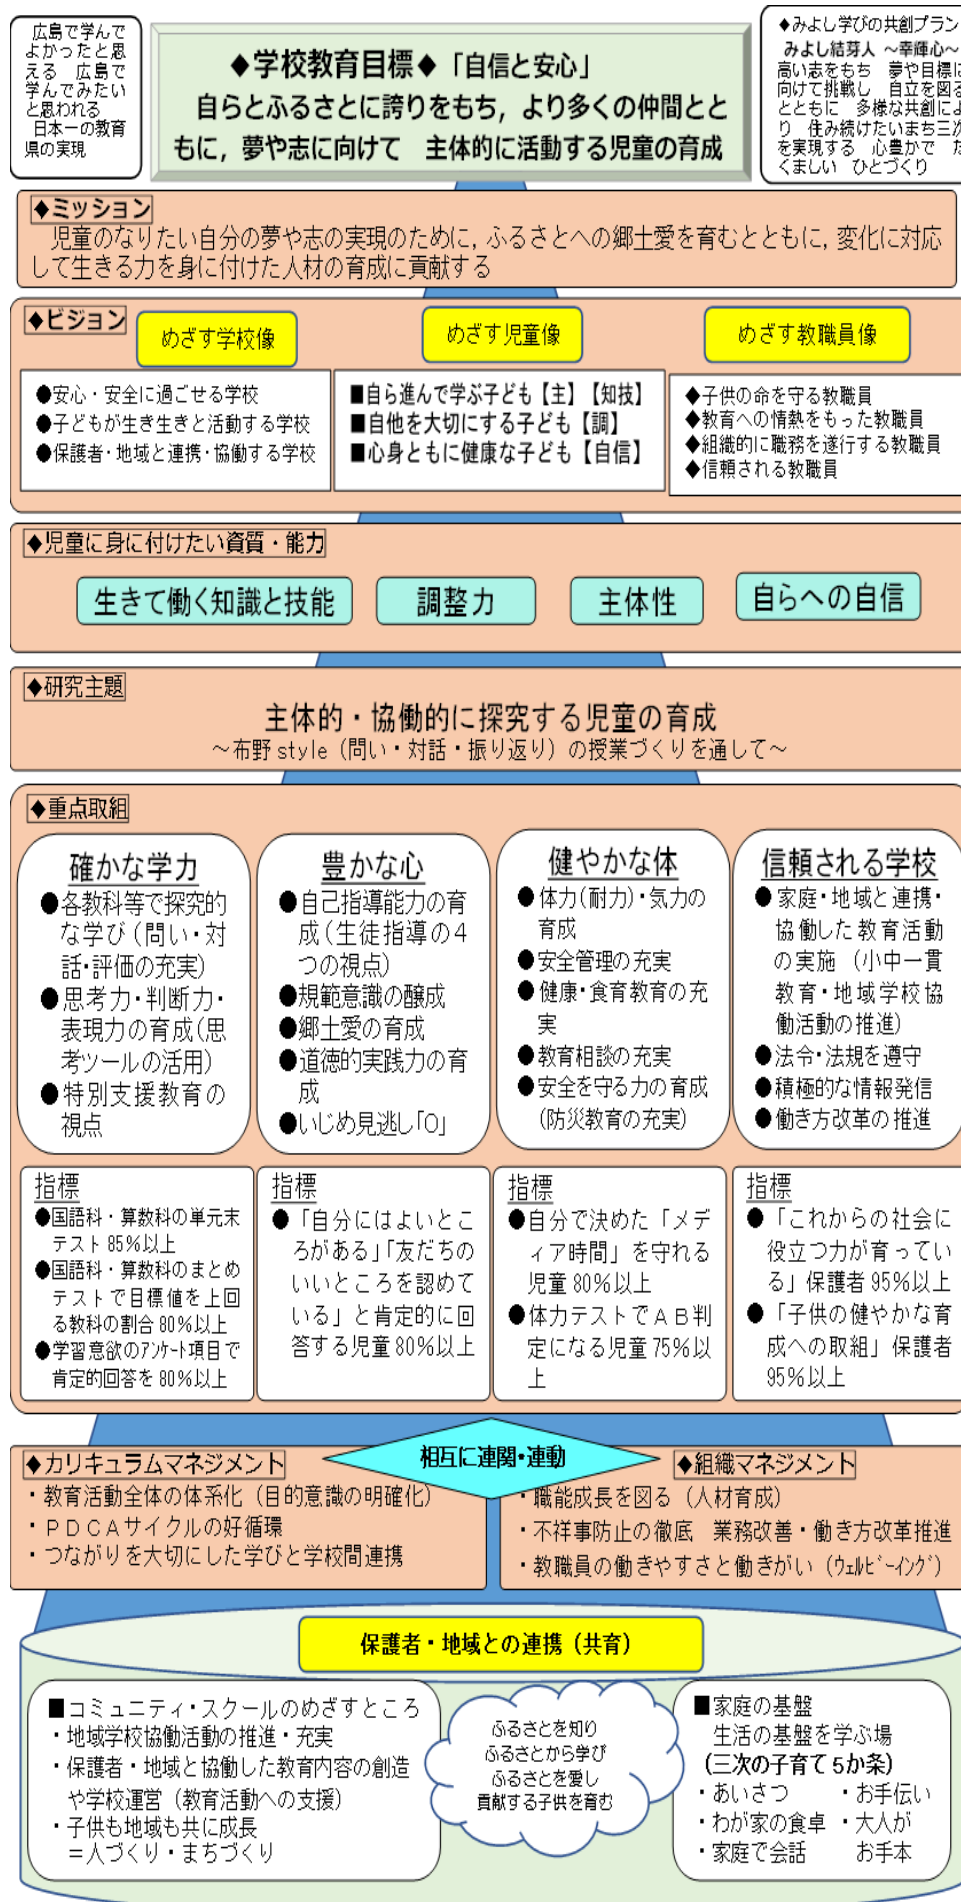 広島で学んで
よかったと思
える　広島で
学んでみたい
と思われる
日本一の教育
県の実現
◆学校教育目標◆「自信と安心」
自らとふるさとに誇りをもち，より多くの仲間とと
もに，夢や志に向けて　主体的に活動する児童の育成
◆みよし学びの共創プラン
みよし結芽人 ～幸輝心～
高い志をもち　夢や目標に
向けて挑戦し　自立を図る
とともに　多様な共創によ
り　住み続けたいまち三次
を実現する　心豊かで　た
くましい　ひとづくり
◆ミッション
児童のなりたい自分の夢や志の実現のために，ふるさとへの郷土愛を育むとともに，変化に対応
して生きる力を身に付けた人材の育成に貢献する
◆ビジョン
めざす学校像
●安心・安全に過ごせる学校
●子どもが生き生きと活動する学校
●保護者・地域と連携・協働する学校
めざす児童像
■自ら進んで学ぶ子ども【主】【知技】
■自他を大切にする子ども【調】
■心身ともに健康な子ども【自信】
めざす教職員像
◆子供の命を守る教職員
◆教育への情熱をもった教職員
◆組織的に職務を遂行する教職員
◆信頼される教職員
◆児童に身に付けたい資質・能力
生きて働く知識と技能
調整力
主体性
自らへの自信
◆研究主題
主体的・協働的に探究する児童の育成
～布野 style（問い・対話・振り返り）の授業づくりを通して～
◆重点取組
確かな学力
●各教科等で探究的
な学び（問い・対
話・評価の充実）
●思考力・判断力・
表現力の育成（思
考ツールの活用）
●特別支援教育の
視点
豊かな心
●自己指導能力の育
成（生徒指導の４
つの視点）
●規範意識の醸成
●郷土愛の育成
●道徳的実践力の育
成
●いじめ見逃し「0」
健やかな体
●体力（耐力）・気力の
育成
●安全管理の充実
●健康・食育教育の充
実
●教育相談の充実
●安全を守る力の育成
（防災教育の充実）
信頼される学校
●家庭・地域と連携・
協働した教育活動
の実施（小中一貫
教育・地域学校協
働活動の推進）
●法令・法規を遵守
●積極的な情報発信
●働き方改革の推進
指標
●国語科・算数科の単元末
テスト 85％以上
●国語科・算数科のまとめ
テストで目標値を上回
る教科の割合 80％以上
●学習意欲のｱﾝｹｰﾄ項目で
肯定的回答を 80％以上
指標
●「自分にはよいとこ
ろがある」「友だちの
いいところを認めて
いる」と肯定的に回
答する児童 80％以上
指標
●自分で決めた「メデ
ィア時間」を守れる
児童 80％以上
●体力テストでＡＢ判
定になる児童 75％以
上
指標
●「これからの社会に
役立つ力が育ってい
る」保護者 95％以上
●「子供の健やかな育
成への取組」保護者
95％以上
相互に連関・連動
◆カリキュラムマネジメント
・教育活動全体の体系化（目的意識の明確化）
・ＰＤＣＡサイクルの好循環
・つながりを大切にした学びと学校間連携
◆組織マネジメント
・職能成長を図る（人材育成）
・不祥事防止の徹底　業務改善・働き方改革推進
・教職員の働きやすさと働きがい（ｳｪﾙﾋﾞｰｲﾝｸﾞ）
保護者・地域との連携（共育）
■コミュニティ・スクールのめざすところ
・地域学校協働活動の推進・充実
・保護者・地域と協働した教育内容の創造
や学校運営（教育活動への支援）
・子供も地域も共に成長
＝人づくり・まちづくり
ふるさとを知り
ふるさとから学び
ふるさとを愛し
貢献する子供を育む
■家庭の基盤
生活の基盤を学ぶ場
（三次の子育て 5 か条）
・あいさつ　・お手伝い
・わが家の食卓　・大人が
・家庭で会話　お手本